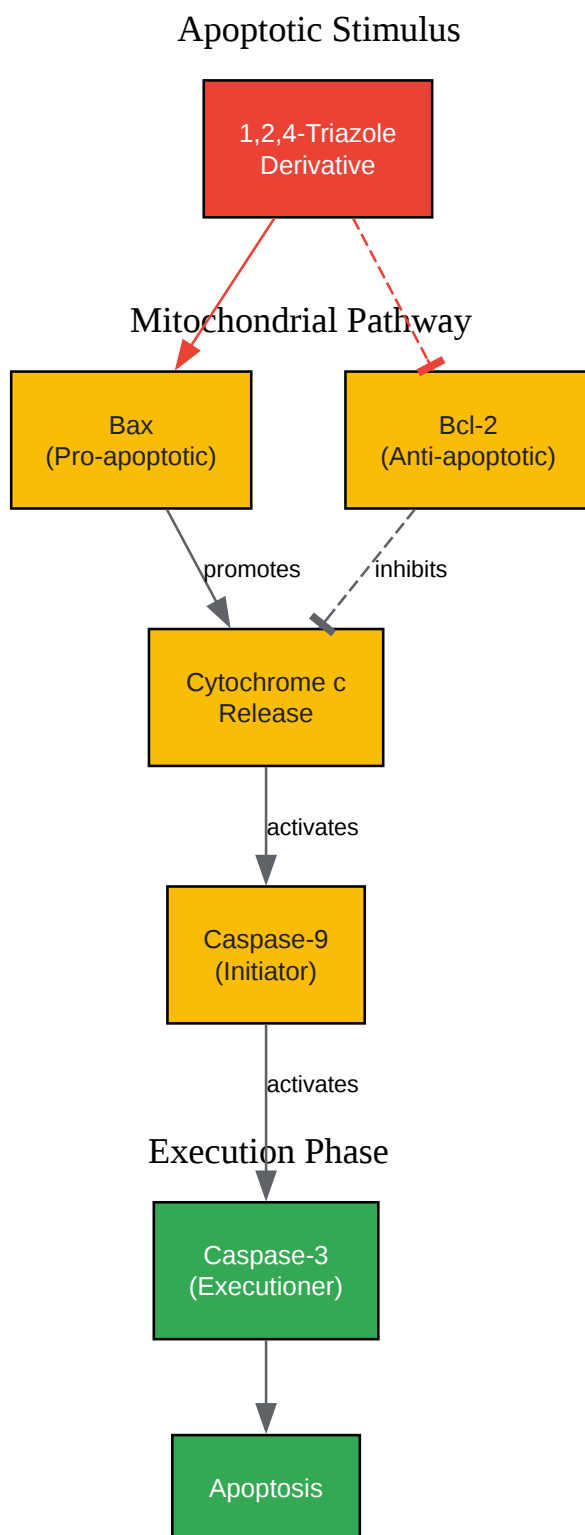 Apoptotic Stimulus
1,2,4-Triazole
Derivative
Mitochondrial Pathway
Bax
(Pro-apoptotic)
Bcl-2
(Anti-apoptotic)
promotes
inhibits
Cytochrome c
Release
activates
Caspase-9
(Initiator)
activates
Execution Phase
Caspase-3
(Executioner)
Apoptosis